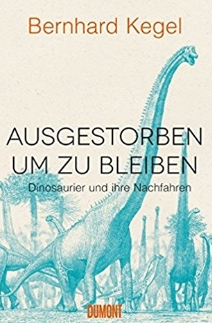 Bernhard Kegel
AUSGESTORBEN
UM ZU BLEIBEN
Dinosaurier und ihre Nachfahren
DUMONT